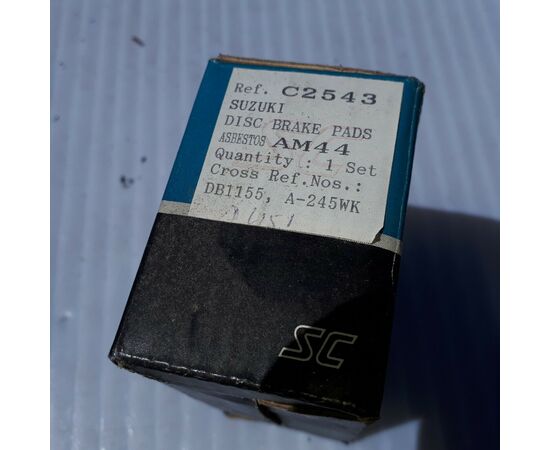 Ref. C2543
SUZUKI
DISC BRAKE PADS
ASBESTOS AM44
Quantity : 1 Set
Cross Ref.Nos.:
DB1155, A-245WK
SC